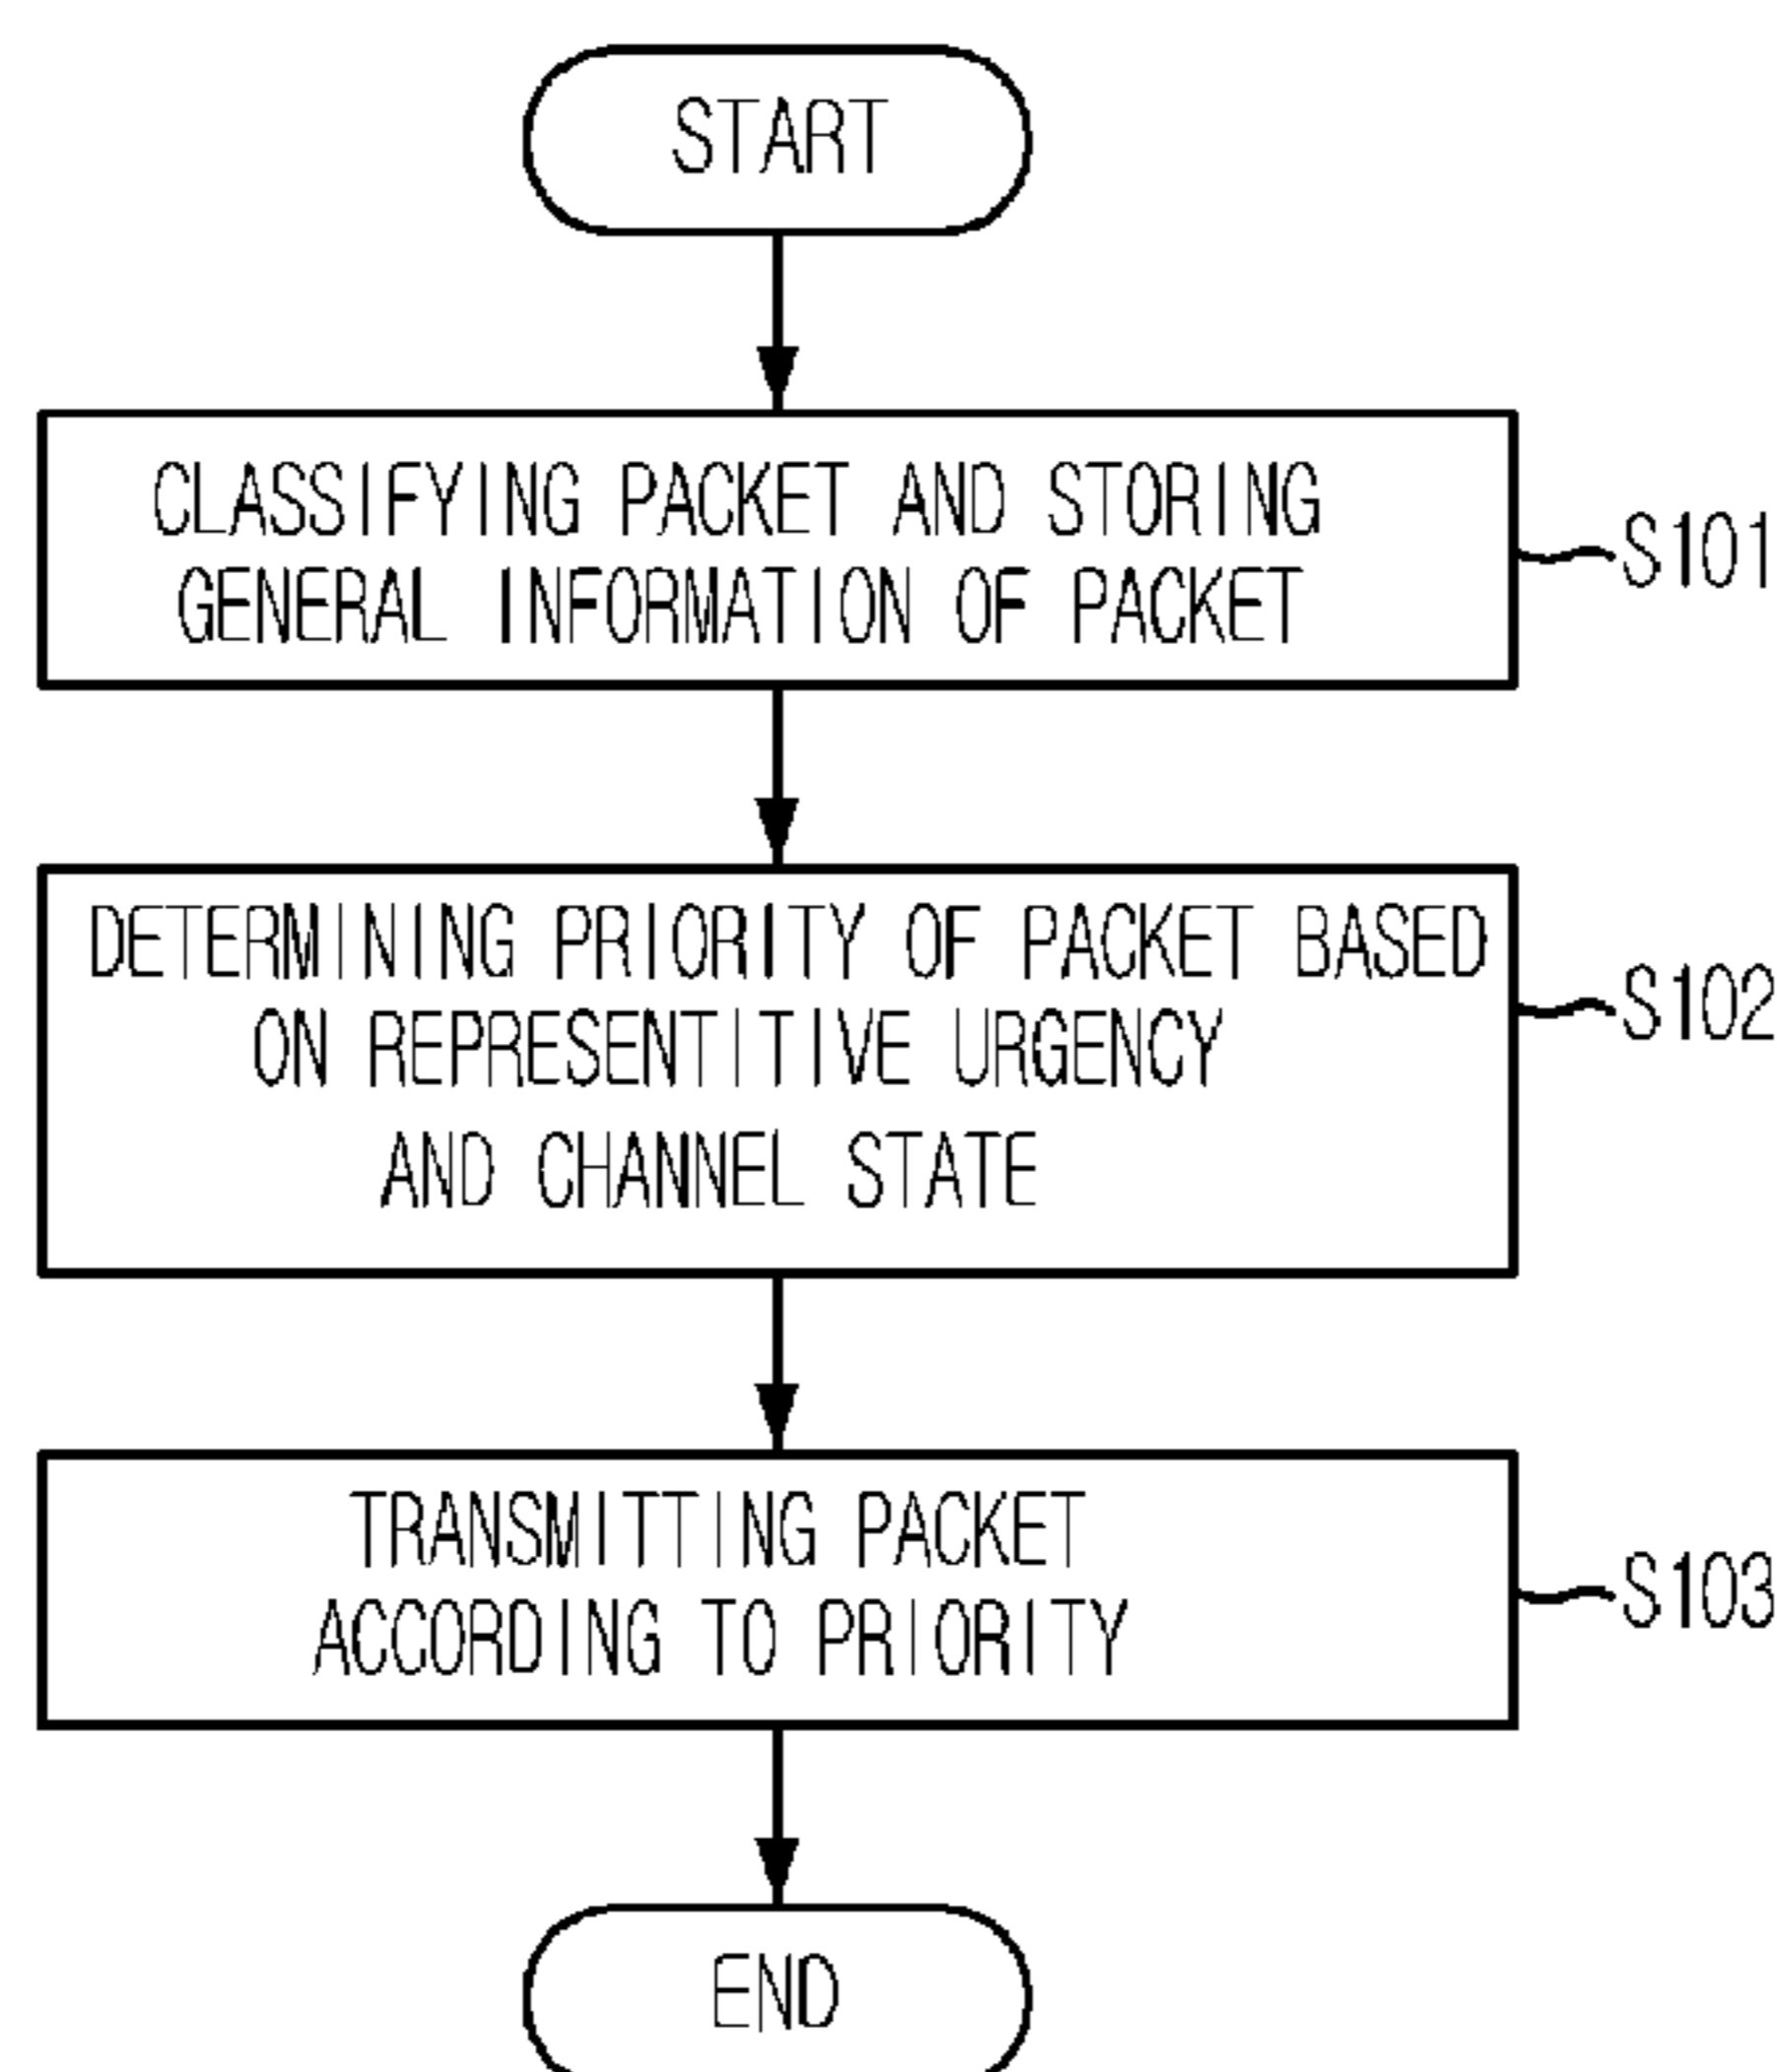 START
CLASSIFYING PACKET AND STORING
GENERAL INFORMATION OF PACKET
S101
DETERMINING PRIORITY OF PACKET BASED
ON REPRESENTITIVE URGENCY
AND CHANNEL STATE
S102
TRANSMITTING PACKET
ACCORDING TO PRIORITY
S103
END